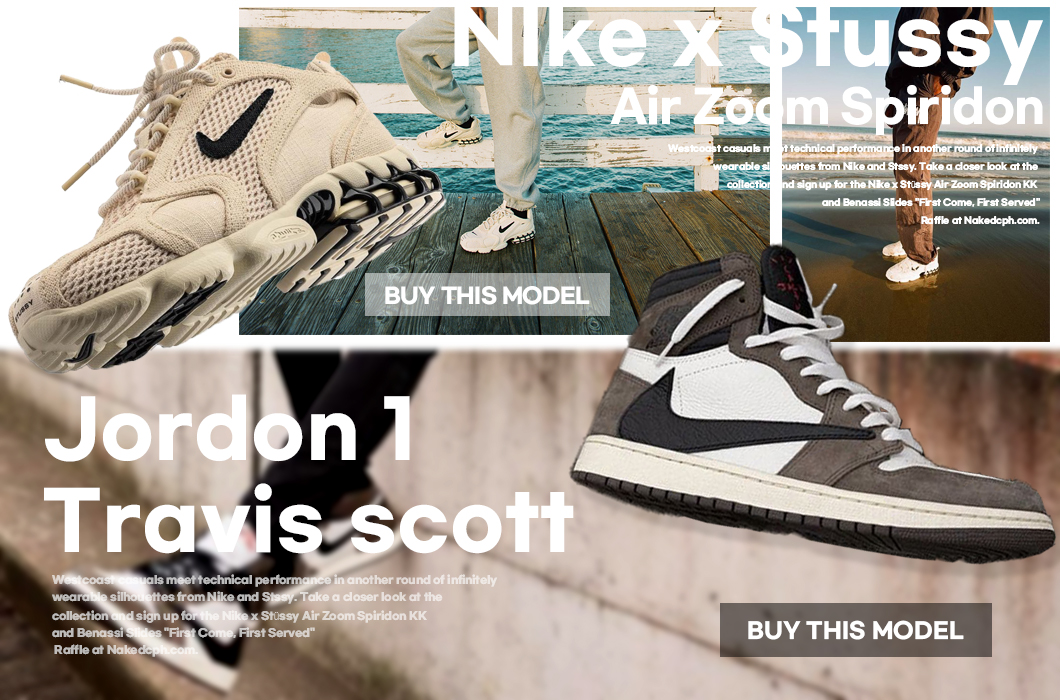 Nike x Stussy
Air Zoom Spiridon
Westcoast casuals meet technical performance in another round of infinitely
wearable silhouettes from Nike and Stssy. Take a closer look at the
collection and sign up for the Nike x Stüssy Air Zoom Spiridon KK
and Benassi Slides "First Come, First Served"
Raffle at Nakedcph.com.
STUSSY
BUY THIS MODEL
Jordon 1
Travis scott
Westcoast casuals meet technical performance in another round of infinitely
wearable silhouettes from Nike and Stssy. Take a closer look at the
collection and sign up for the Nike x Stüssy Air Zoom Spiridon KK
and Benassi Slides "First Come, First Served"
Raffle at Nakedcph.com.
BUY THIS MODEL